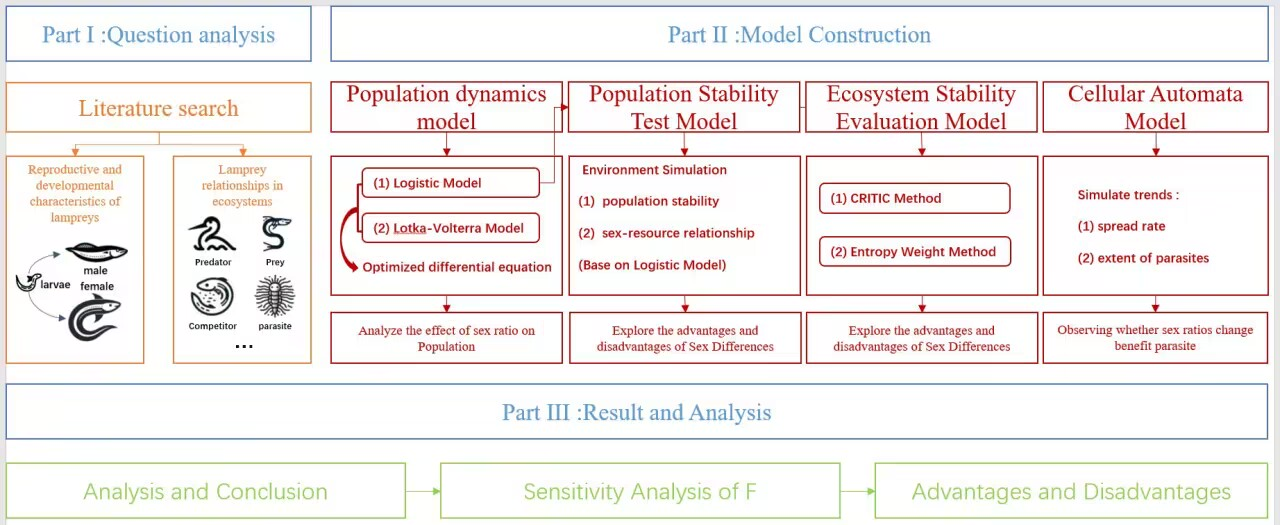 Part I :Question analysis
Part II :Model Construction
Literature search
Reproductive and
developmental
characteristics of
lampreys
larvae
male
female
Lamprey
relationships in
ecosystems
Predator
Prey
Competitor
parasite
...
Population dynamics
model
(1) Logistic Model
(2) Lotka-Volterra Model
Optimized differential equation
Analyze the effect of sex ratio on
Population
Population Stability
Test Model
Environment Simulation
(1) population stability
(2) sex-resource relationship
(Base on Logistic Model)
Explore the advantages and
disadvantages of Sex Differences
Ecosystem Stability
Evaluation Model
(1) CRITIC Method
(2) Entropy Weight Method
Explore the advantages and
disadvantages of Sex Differences
Cellular Automata
Model
Simulate trends :
(1) spread rate
(2) extent of parasites
Observing whether sex ratios change
benefit parasite
Part III :Result and Analysis
Analysis and Conclusion
Sensitivity Analysis of F
Advantages and Disadvantages